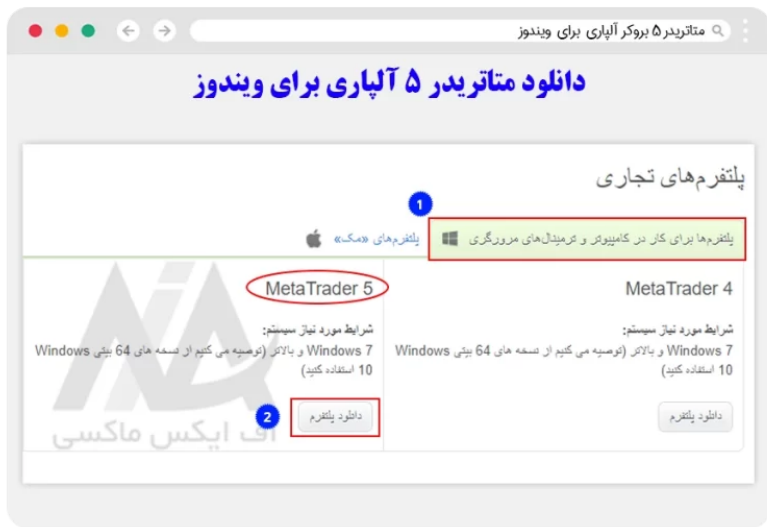 متاتریدر ۵ بروکر آلپاری برای ویندوز
دانلود متاتریدر ۵ آلپاری برای ویندوز
پلتفرم‌های تجاری
1
پلتفرم‌ها برای کار در کامپیوتر و ترمینال‌های مرورگری
پلتفرم‌های «مک»
MetaTrader 4
شرایط مورد نیاز سیستم:
Windows 7 و بالاتر (توصیه می کنیم از نسخه های 64 بیتی Windows
10 استفاده کنید)
دانلود پلتفرم
MetaTrader 5
شرایط مورد نیاز سیستم:
Windows 7 و بالاتر (توصیه می کنیم از نسخه های 64 بیتی Windows
10 استفاده کنید)
2
دانلود پلتفرم
اف ایکس ماکسی